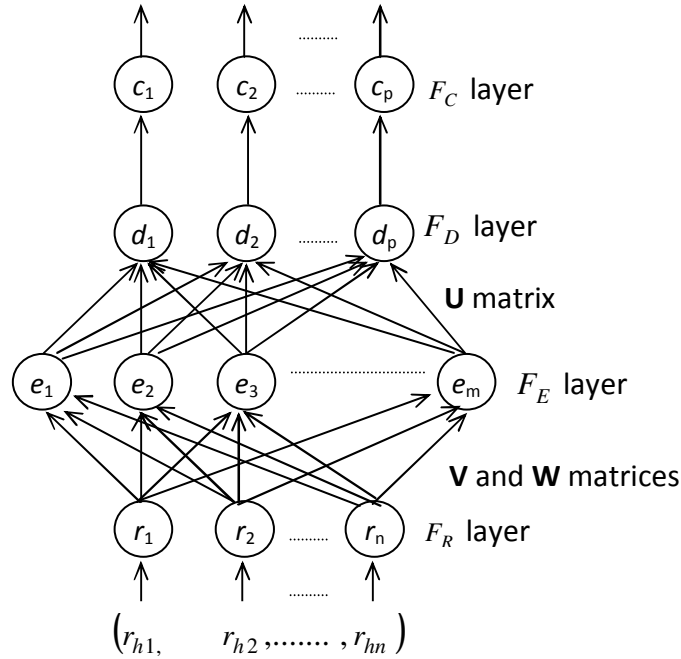 c1 c2 .......... cp FC layer
d1 d2 .......... dp FD layer
U matrix
e1 e2 e3 .......... em FE layer
V and W matrices
r1 r2 .......... rn FR layer
(rh1, rh2 ,....... , rhn)